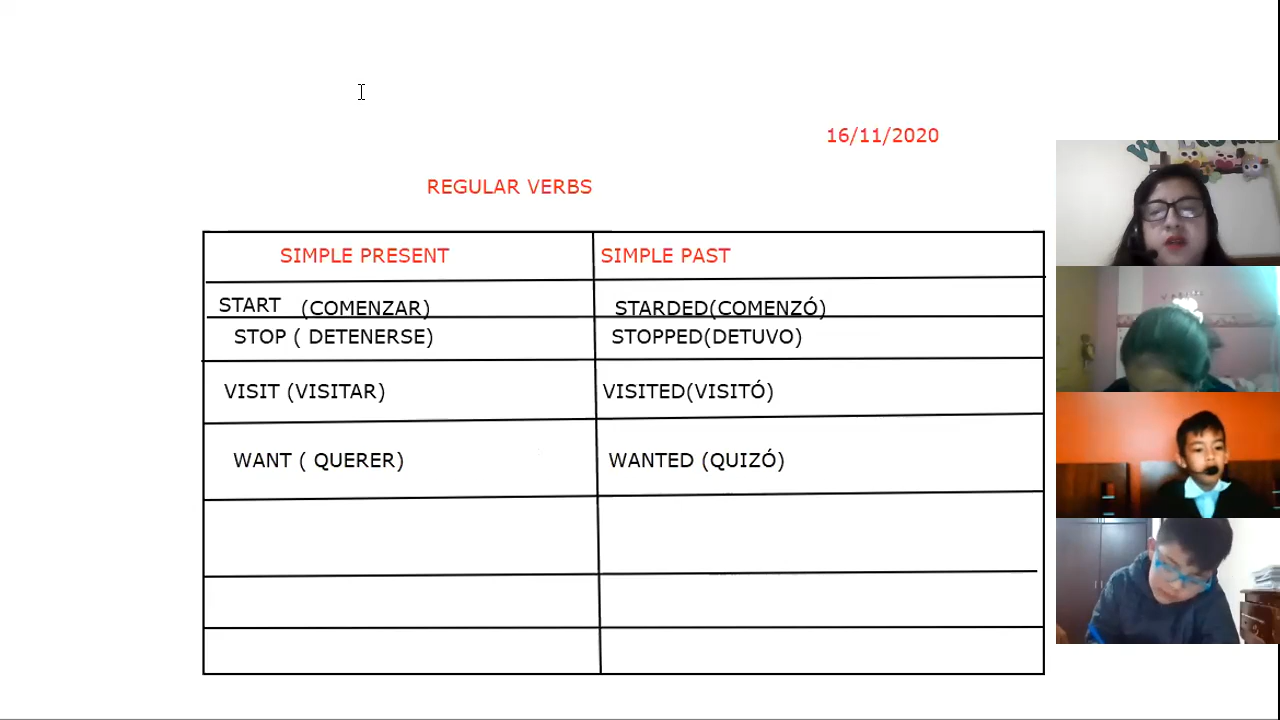 16/11/2020
REGULAR VERBS
SIMPLE PRESENT SIMPLE PAST
START (COMENZAR) STARDED(COMENZÓ)
STOP ( DETENERSE) STOPPED(DETUVO)
VISIT (VISITAR) VISITED(VISITÓ)
WANT ( QUERER) WANTED (QUIZÓ)